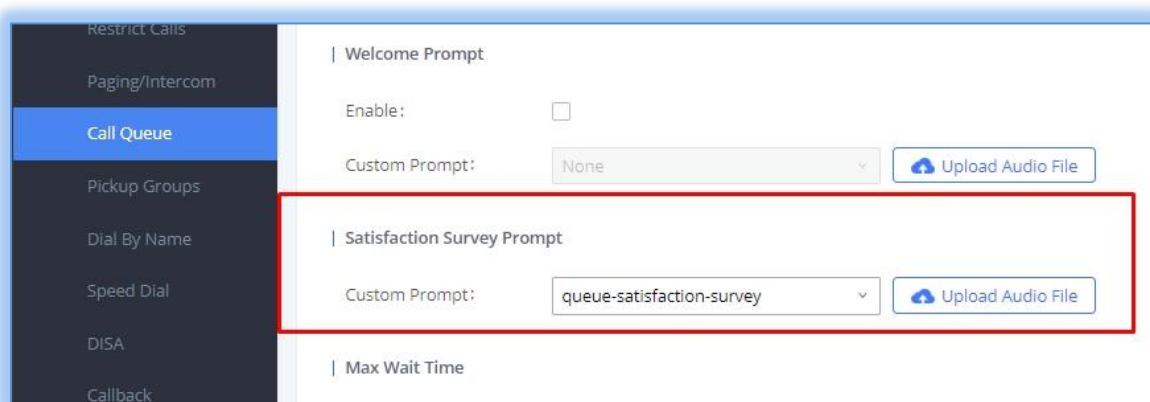 Restrict Calls
Paging/Intercom
Call Queue
Pickup Groups
Dial By Name
Speed Dial
DISA
Callback
Welcome Prompt
Enable:
Custom Prompt: None Upload Audio File
Satisfaction Survey Prompt
Custom Prompt: queue-satisfaction-survey Upload Audio File
Max Wait Time